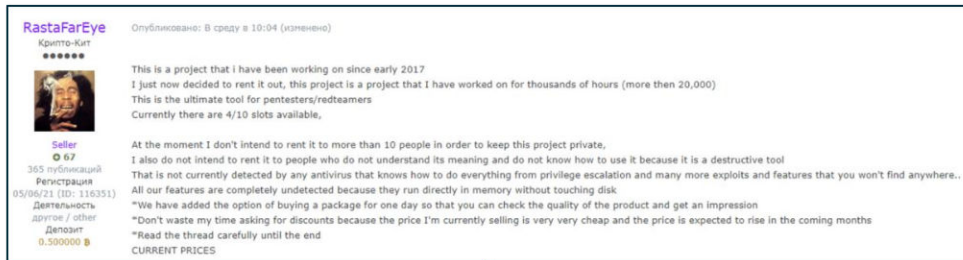 RastaFarEye
Крипто-Кит
Опубликовано: В среду в 10:04 (изменено)
This is a project that i have been working on since early 2017
I just now decided to rent it out, this project is a project that I have worked on for thousands of hours (more then 20,000)
This is the ultimate tool for pentesters/redteamers
Currently there are 4/10 slots available,
Seller
67
365 публикаций
Регистрация
05/06/21 (ID: 116351)
Деятельность
другое / other
Депозит
0.500000 ₿
At the moment I don't intend to rent it to more than 10 people in order to keep this project private,
I also do not intend to rent it to people who do not understand its meaning and do not know how to use it because it is a destructive tool
That is not currently detected by any antivirus that knows how to do everything from privilege escalation and many more exploits and features that you won't find anywhere..
All our features are completely undetected because they run directly in memory without touching disk
*We have added the option of buying a package for one day so that you can check the quality of the product and get an impression
*Don't waste my time asking for discounts because the price I'm currently selling is very very cheap and the price is expected to rise in the coming months
*Read the thread carefully until the end
CURRENT PRICES